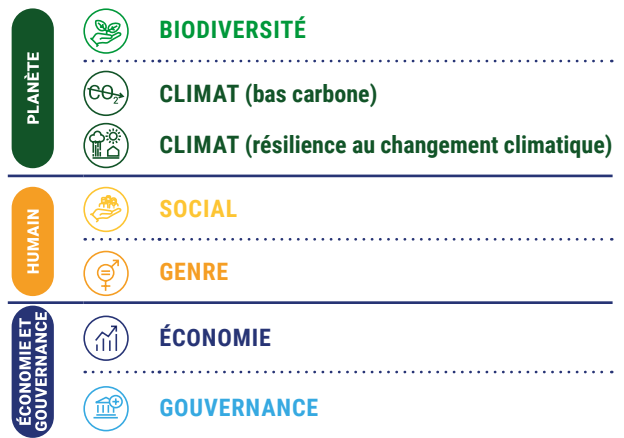 PLANÈTE
BIODIVERSITÉ
CO2
CLIMAT (bas carbone)
CLIMAT (résilience au changement climatique)
HUMAIN
SOCIAL
GENRE
ÉCONOMIE ET
GOUVERNANCE
ÉCONOMIE
GOUVERNANCE